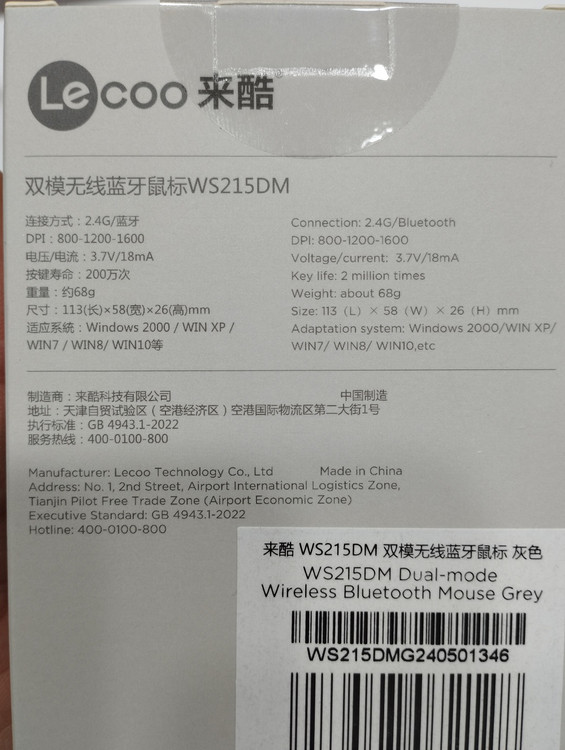 Lecoo 来酷
双模无线蓝牙鼠标WS215DM
连接方式：2.4G/蓝牙
DPI：800-1200-1600
电压/电流：3.7V/18mA
按键寿命：200万次
重量：约68g
尺寸：113(长)×58(宽)×26(高)mm
适应系统：Windows 2000 / WIN XP /
WIN7 / WIN8/ WIN10等
Connection: 2.4G/Bluetooth
DPI: 800-1200-1600
Voltage/current: 3.7V/18mA
Key life: 2 million times
Weight: about 68g
Size: 113（L）× 58（W）× 26（H）mm
Adaptation system: Windows 2000/WIN XP/
WIN7/ WIN8/ WIN10,etc
制造商：来酷科技有限公司 中国制造
地址：天津自贸试验区（空港经济区）空港国际物流区第二大街1号
执行标准：GB 4943.1-2022
服务热线：400-0100-800
Manufacturer: Lecoo Technology Co., Ltd Made in China
Address: No. 1, 2nd Street, Airport International Logistics Zone,
Tianjin Pilot Free Trade Zone (Airport Economic Zone)
Executive Standard: GB 4943.1-2022
Hotline: 400-0100-800
来酷 WS215DM 双模无线蓝牙鼠标 灰色
WS215DM Dual-mode
Wireless Bluetooth Mouse Grey
WS215DMG240501346